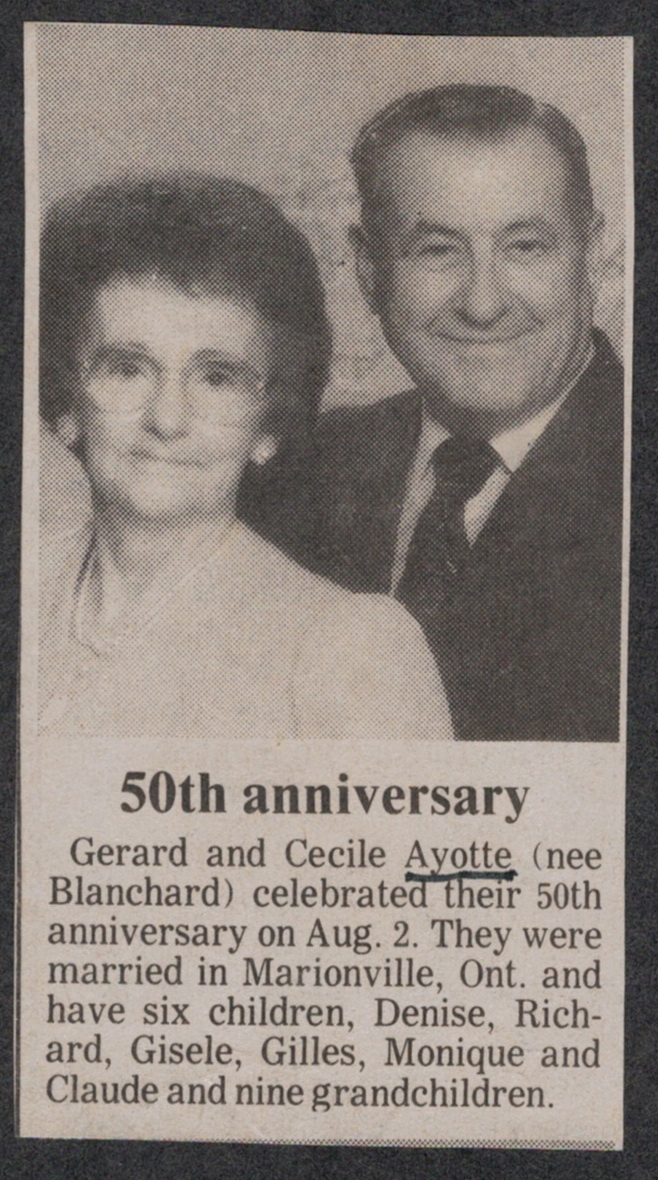 50th anniversary
Gerard and Cecile Ayotte (nee
Blanchard) celebrated their 50th
anniversary on Aug. 2. They were
married in Marionville, Ont. and
have six children, Denise, Rich-
ard, Gisele, Gilles, Monique and
Claude and nine grandchildren.